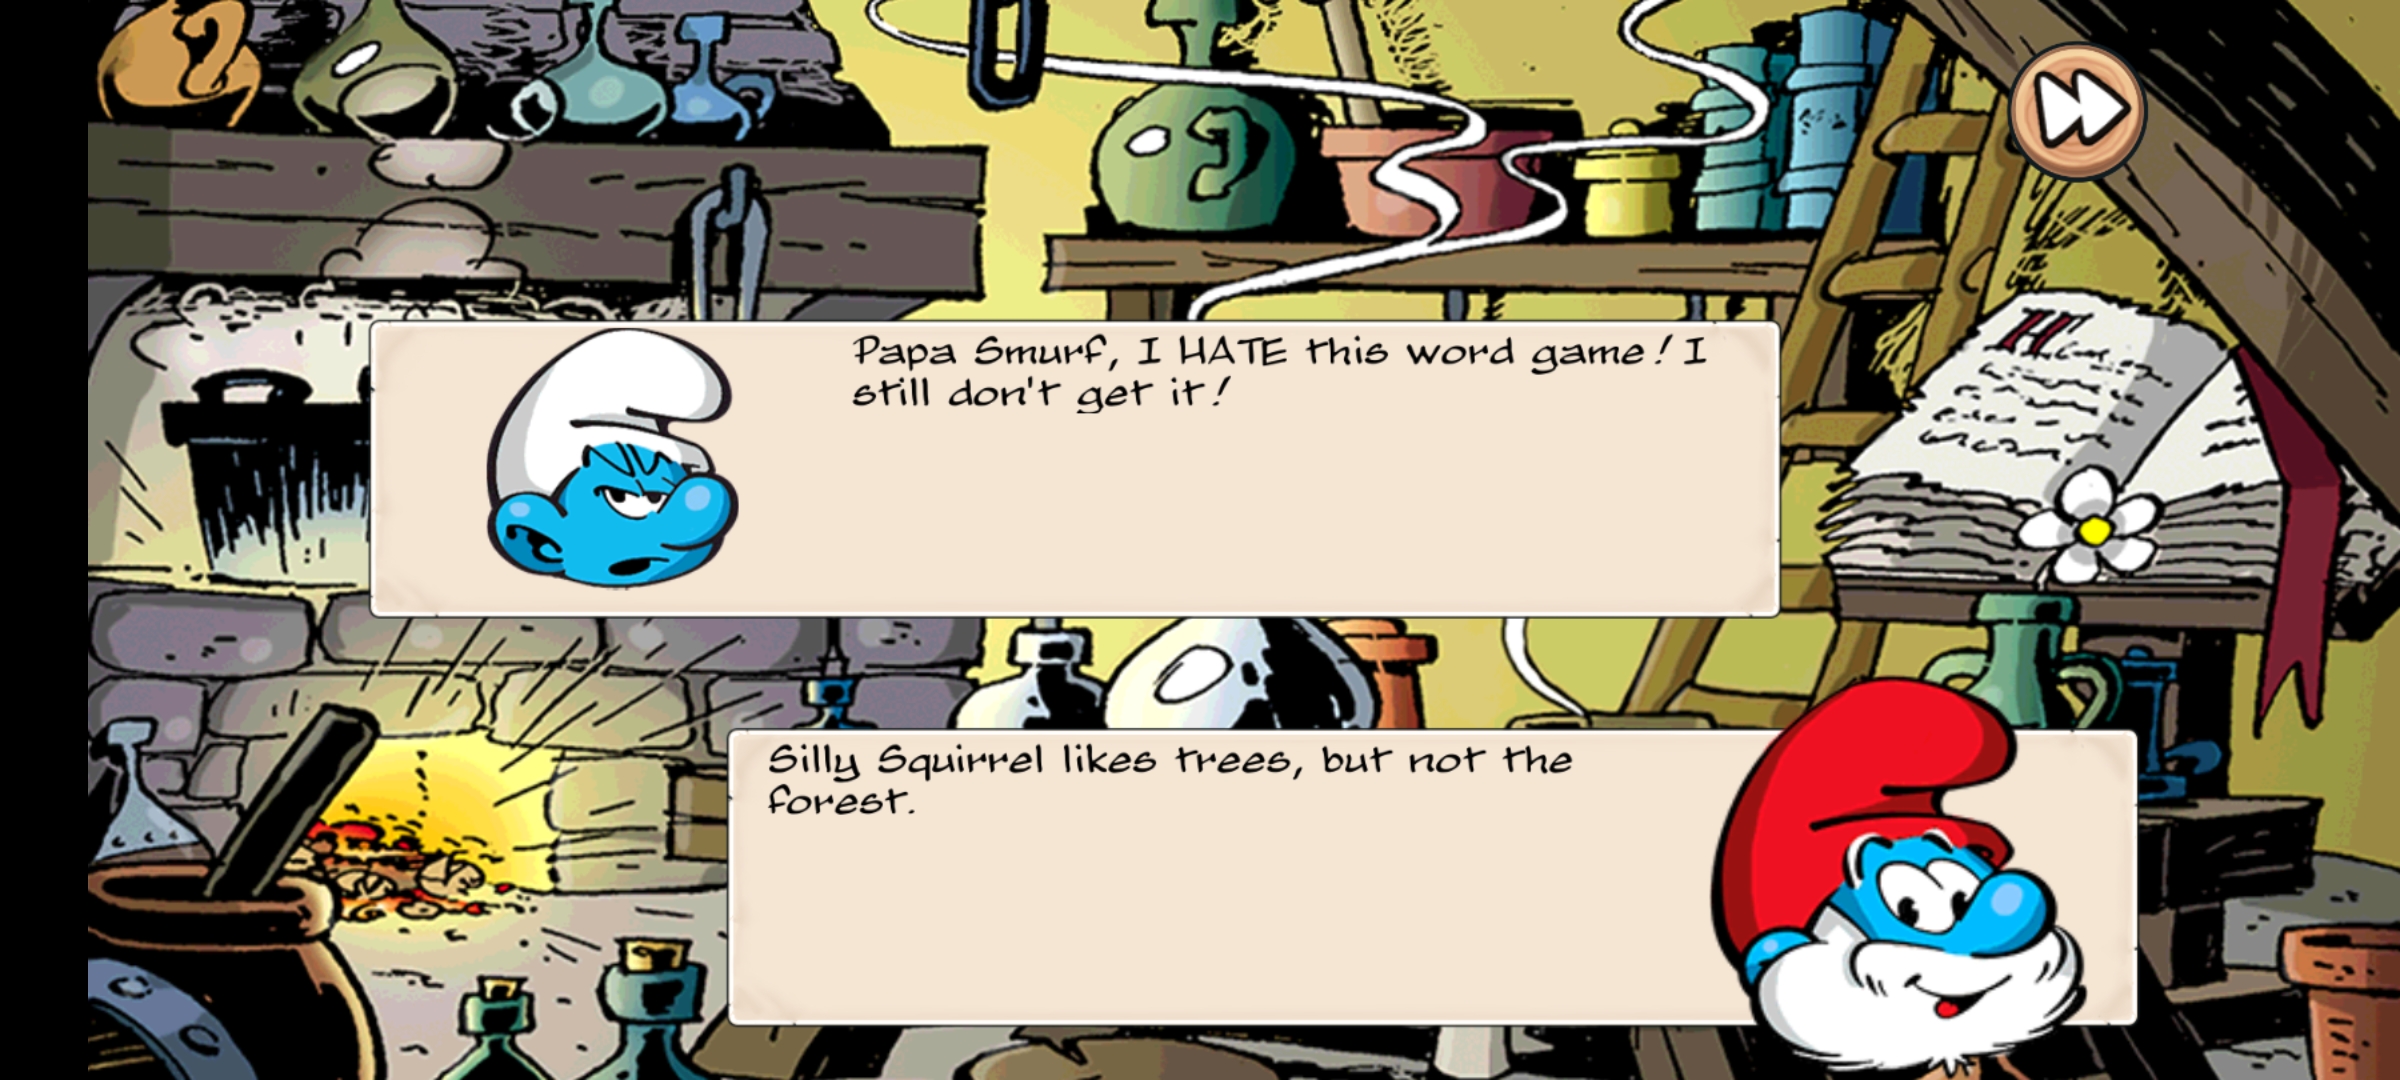 Papa Smurf, I HATE this word game! I
still don't get it!
Silly Squirrel likes trees, but not the
forest.